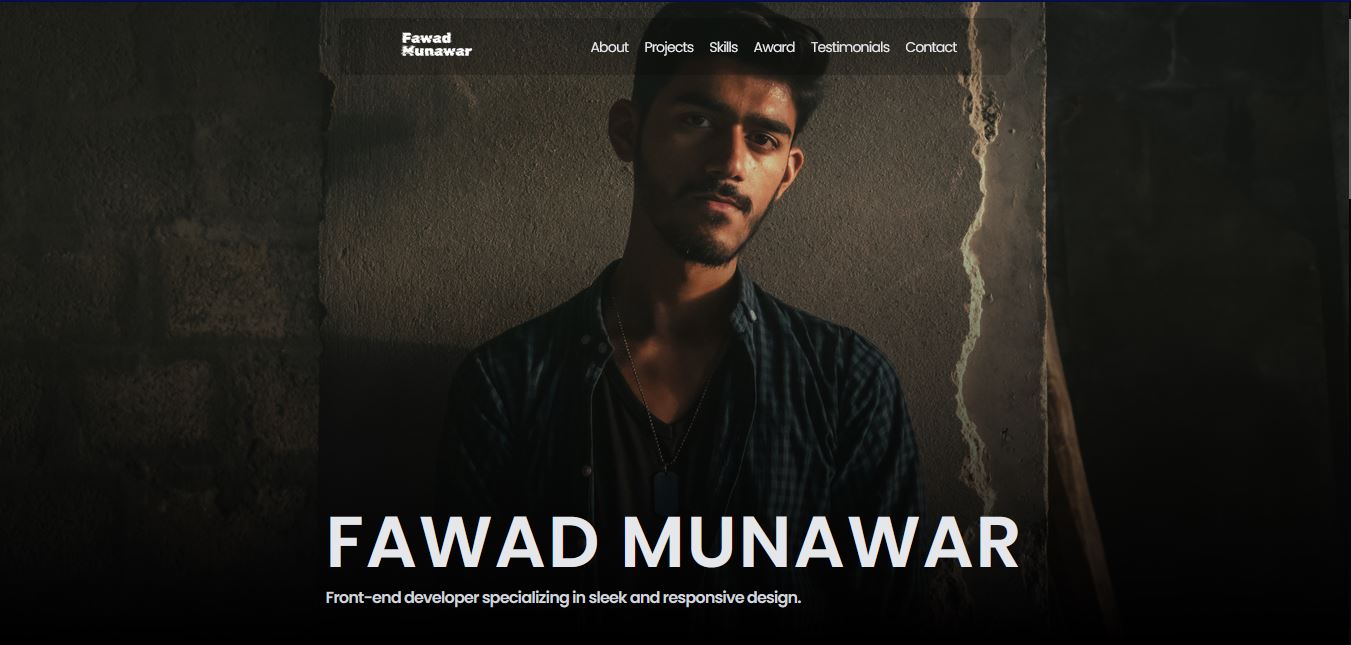 Fawad
Munawar
About Projects Skills Award Testimonials Contact
FAWAD MUNAWAR
Front-end developer specializing in sleek and responsive design.